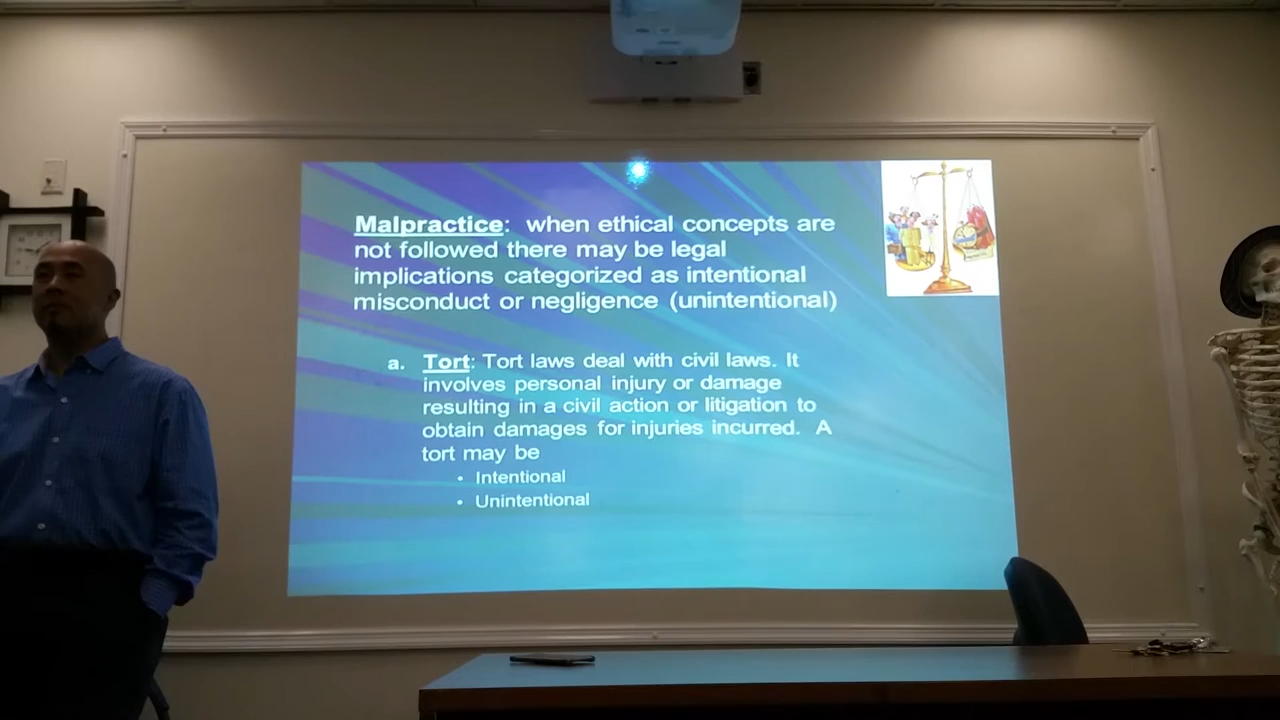 Malpractice: when ethical concepts are
not followed there may be legal
implications categorized as intentional
misconduct or negligence (unintentional)
a. Tort: Tort laws deal with civil laws. It
involves personal injury or damage
resulting in a civil action or litigation to
obtain damages for injuries incurred. A
tort may be
• Intentional
• Unintentional